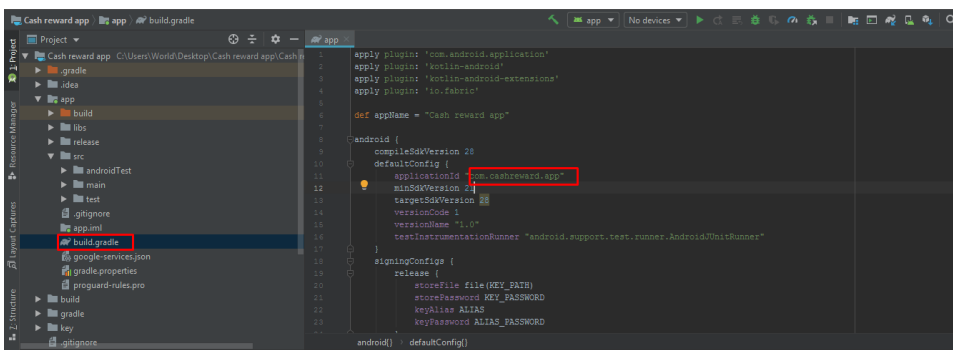 Cash reward app app build.gradle
app No devices
Project
app
1: Project
Resource Manager
Layout Captures
Z: Structure
Cash reward app C:\Users\World\Desktop\Cash reward app\Cash r
.gradle
.idea
app
build
libs
release
src
androidTest
main
test
.gitignore
app.iml
build.gradle
google-services.json
gradle.properties
proguard-rules.pro
build
gradle
key
.gitignore
1 apply plugin: 'com.android.application'
2 apply plugin: 'kotlin-android'
3 apply plugin: 'kotlin-android-extensions'
4 apply plugin: 'io.fabric'
5
6 def appName = "Cash reward app"
7
8 android {
9 compileSdkVersion 28
10 defaultConfig {
11 applicationId "com.cashreward.app"
12 minSdkVersion 21
13 targetSdkVersion 28
14 versionCode 1
15 versionName "1.0"
16 testInstrumentationRunner "android.support.test.runner.AndroidJUnitRunner"
17 }
18 signingConfigs {
19 release {
20 storeFile file(KEY_PATH)
21 storePassword KEY_PASSWORD
22 keyAlias ALIAS
23 keyPassword ALIAS_PASSWORD
android{} defaultConfig{}